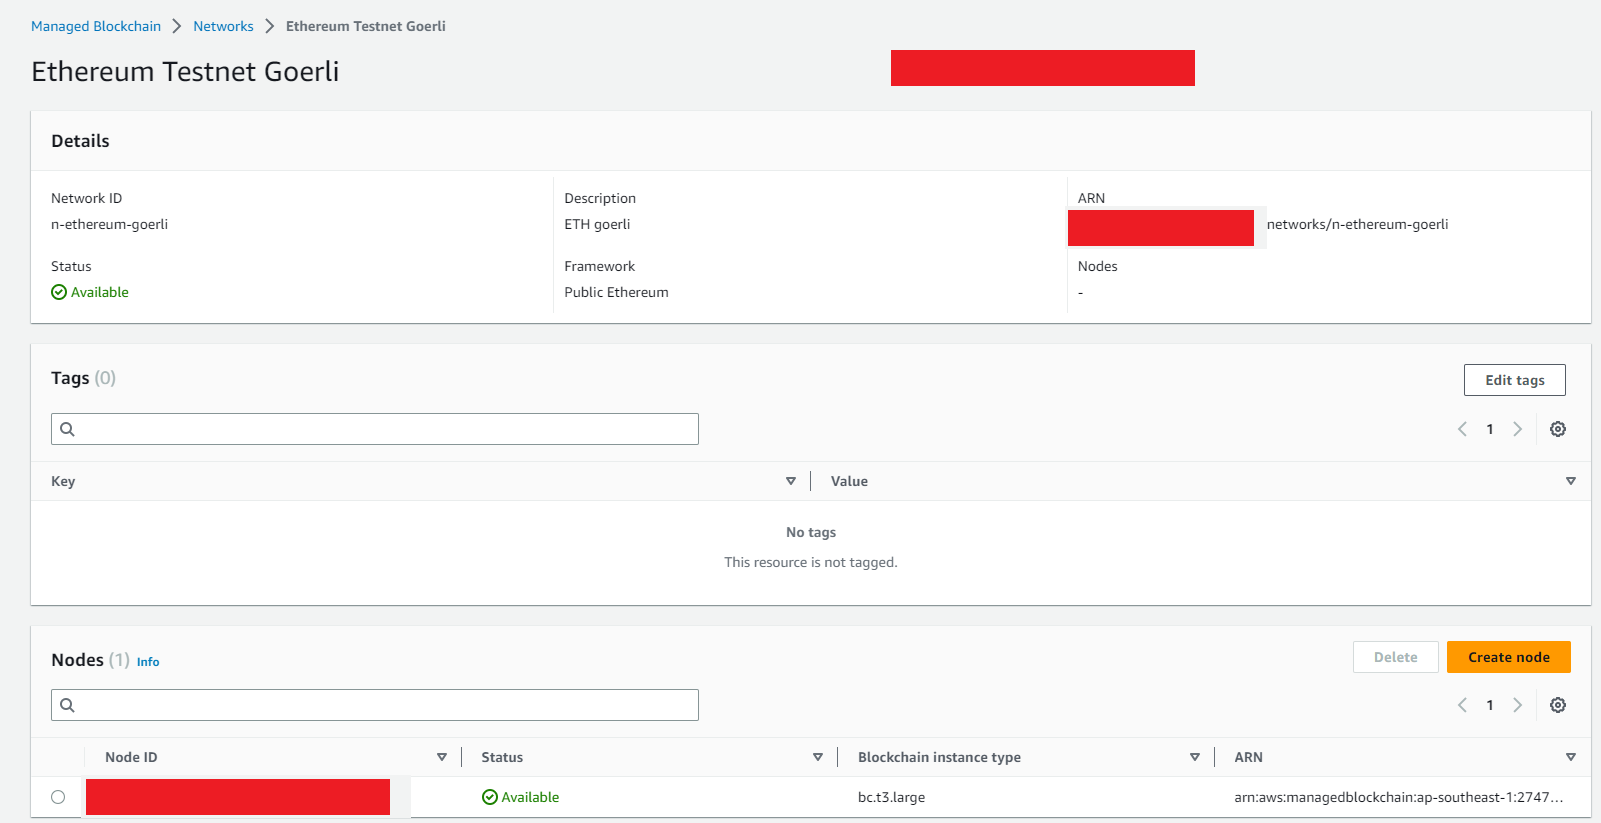 Managed Blockchain > Networks > Ethereum Testnet Goerli
Ethereum Testnet Goerli
Details
Network ID
n-ethereum-goerli
Status
Available
Description
ETH goerli
Framework
Public Ethereum
ARN
networks/n-ethereum-goerli
Nodes
-
Tags (0)
Edit tags
1
Key Value
No tags
This resource is not tagged.
Nodes (1) Info
Delete Create node
1
Node ID Status Blockchain instance type ARN
Available bc.t3.large arn:aws:managedblockchain:ap-southeast-1:2747...